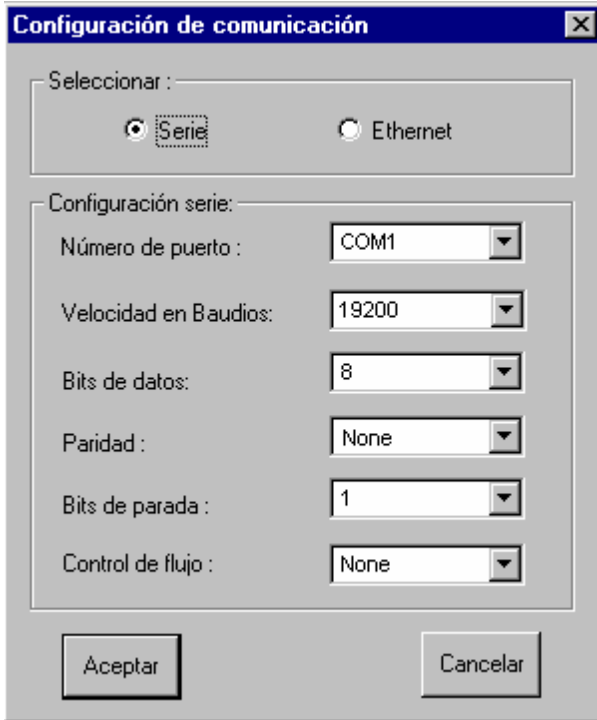 Configuración de comunicación
Seleccionar :
Serie Ethernet
Configuración serie:
Número de puerto : COM1
Velocidad en Baudios: 19200
Bits de datos: 8
Paridad : None
Bits de parada : 1
Control de flujo : None
Aceptar Cancelar